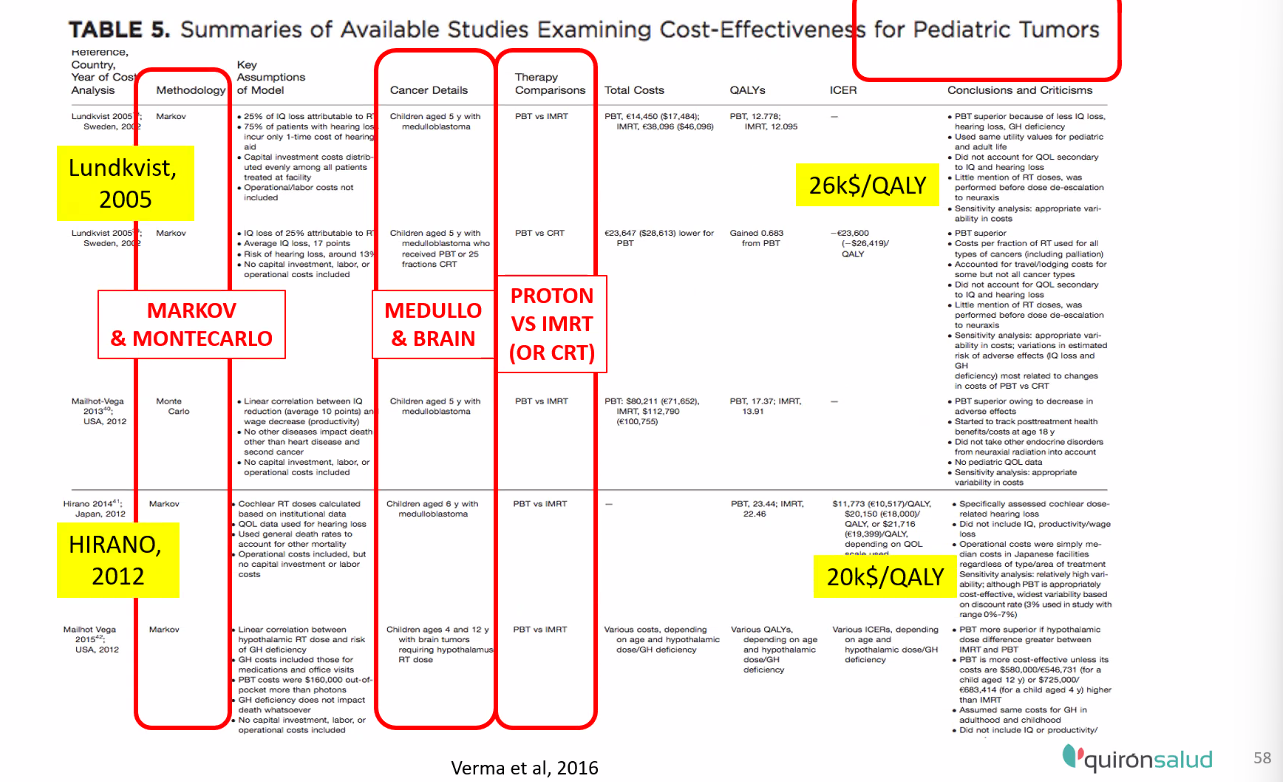 TABLE 5. Summaries of Available Studies Examining Cost-Effectiveness for Pediatric Tumors
Reference,
Country,
Year of Cost
Analysis
Methodology
Key
Assumptions
of Model
Cancer Details
Therapy
Comparisons
Total Costs
QALYs
ICER
Conclusions and Criticisms
Lundkvist 2005
Sweden, 2002
Markov
• 25% of IQ loss attributable to RT
• 75% of patients with hearing loss
incur only 1-time cost of hearing
aid
• Capital investment costs distrib-
uted evenly among all patients
treated at facility
• Operational/labor costs not
included
Children aged 5 y with
medulloblastoma
PBT vs IMRT
PBT, €14,450 ($17,484);
IMRT, €38,096 ($46,096)
PBT, 12.778;
IMRT, 12.095
—
• PBT superior because of less IQ loss,
hearing loss, GH deficiency
• Used same utility values for pediatric
and adult life
• Did not account for QOL secondary
to IQ and hearing loss
• Little mention of RT doses, was
performed before dose de-escalation
to neuraxis
• Sensitivity analysis: appropriate vari-
ability in costs
Lundkvist,
2005
26k$/QALY
Lundkvist 2005
Sweden, 2002
Markov
• IQ loss of 25% attributable to RT
• Average IQ loss, 17 points
• Risk of hearing loss, around 13%
• No capital investment, labor, or
operational costs included
Children aged 5 y with
medulloblastoma who
received PBT or 25
fractions CRT
PBT vs CRT
€23,647 ($28,613) lower for
PBT
Gained 0.683
from PBT
−€23,600
(−$26,419)/
QALY
• PBT superior
• Costs per fraction of RT used for all
types of cancers (including palliation)
• Accounted for travel/lodging costs for
some but not all cancer types
• Did not account for QOL secondary
to IQ and hearing loss
• Little mention of RT doses, was
performed before dose de-escalation
to neuraxis
• Sensitivity analysis: appropriate vari-
ability in costs; variations in estimated
risk of adverse effects (IQ loss and
GH
deficiency) most related to changes
in costs of PBT vs CRT
MARKOV
& MONTECARLO
MEDULLO
& BRAIN
PROTON
VS IMRT
(OR CRT)
Mailhot-Vega
2013⁴⁰;
USA, 2012
Monte
Carlo
• Linear correlation between IQ
reduction (average 10 points) and
wage decrease (productivity)
• No other diseases impact death
other than heart disease and
second cancer
• No capital investment, labor, or
operational costs included
Children aged 5 y with
medulloblastoma
PBT vs IMRT
PBT: $80,211 (€71,652),
IMRT, $112,790
(€100,755)
PBT, 17.37; IMRT,
13.91
—
• PBT superior owing to decrease in
adverse effects
• Started to track posttreatment health
benefits/costs at age 18 y
• Did not take other endocrine disorders
from neuraxial radiation into account
• No pediatric QOL data
• Sensitivity analysis: appropriate
variability in costs
Hirano 2014⁴¹;
Japan, 2012
Markov
• Cochlear RT doses calculated
based on institutional data
• QOL data used for hearing loss
• Used general death rates to
account for other mortality
• Operational costs included, but
no capital investment or labor
costs
Children aged 6 y with
medulloblastoma
PBT vs IMRT
—
PBT, 23.44; IMRT,
22.46
$11,773 (€10,517)/QALY,
$20,150 (€18,000)/
QALY, or $21,716
(€19,399)/QALY,
depending on QOL
scale used
• Specifically assessed cochlear dose-
related hearing loss
• Did not include IQ, productivity/wage
loss
• Operational costs were simply me-
dian costs in Japanese facilities
regardless of type/area of treatment
Sensitivity analysis: relatively high vari-
ability; although PBT is appropriately
cost-effective, widest variability based
on discount rate (3% used in study with
range 0%-7%)
HIRANO,
2012
20k$/QALY
Mailhot Vega
2015⁴²;
USA, 2012
Markov
• Linear correlation between
hypothalamic RT dose and risk
of GH deficiency
• GH costs included those for
medications and office visits
• PBT costs were $160,000 out-of-
pocket more than photons
• GH deficiency does not impact
death whatsoever
• No capital investment, labor, or
operational costs included
Children ages 4 and 12 y
with brain tumors
requiring hypothalamus
RT dose
PBT vs IMRT
Various costs, depending
on age and hypothalamic
dose/GH deficiency
Various QALYs,
depending on age
and hypothalamic
dose/GH
deficiency
Various ICERs, depending
on age and
hypothalamic dose/GH
deficiency
• PBT more superior if hypothalamic
dose difference greater between
IMRT and PBT
• PBT is more cost-effective unless its
costs are $580,000/€546,731 (for a
child aged 12 y) or $725,000/
€683,414 (for a child aged 4 y) higher
than IMRT
• Assumed same costs for GH in
adulthood and childhood
• Did not include IQ or productivity/
Verma et al, 2016
quirónsalud
58